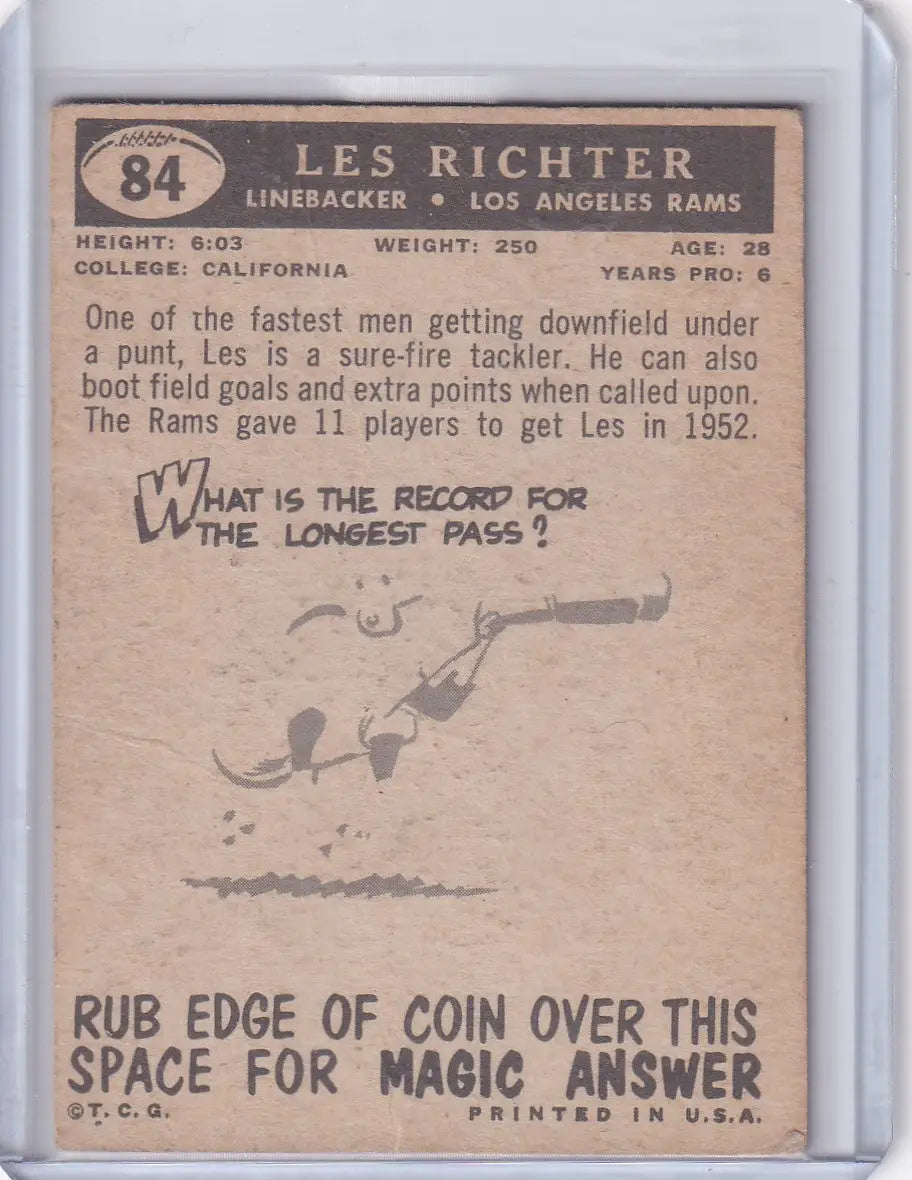 84
LES RICHTER
LINEBACKER • LOS ANGELES RAMS
HEIGHT: 6:03 WEIGHT: 250 AGE: 28
COLLEGE: CALIFORNIA YEARS PRO: 6
One of the fastest men getting downfield under
a punt, Les is a sure-fire tackler. He can also
boot field goals and extra points when called upon.
The Rams gave 11 players to get Les in 1952.
WHAT IS THE RECORD FOR
THE LONGEST PASS?
RUB EDGE OF COIN OVER THIS
SPACE FOR MAGIC ANSWER
©T.C.G. PRINTED IN U.S.A.